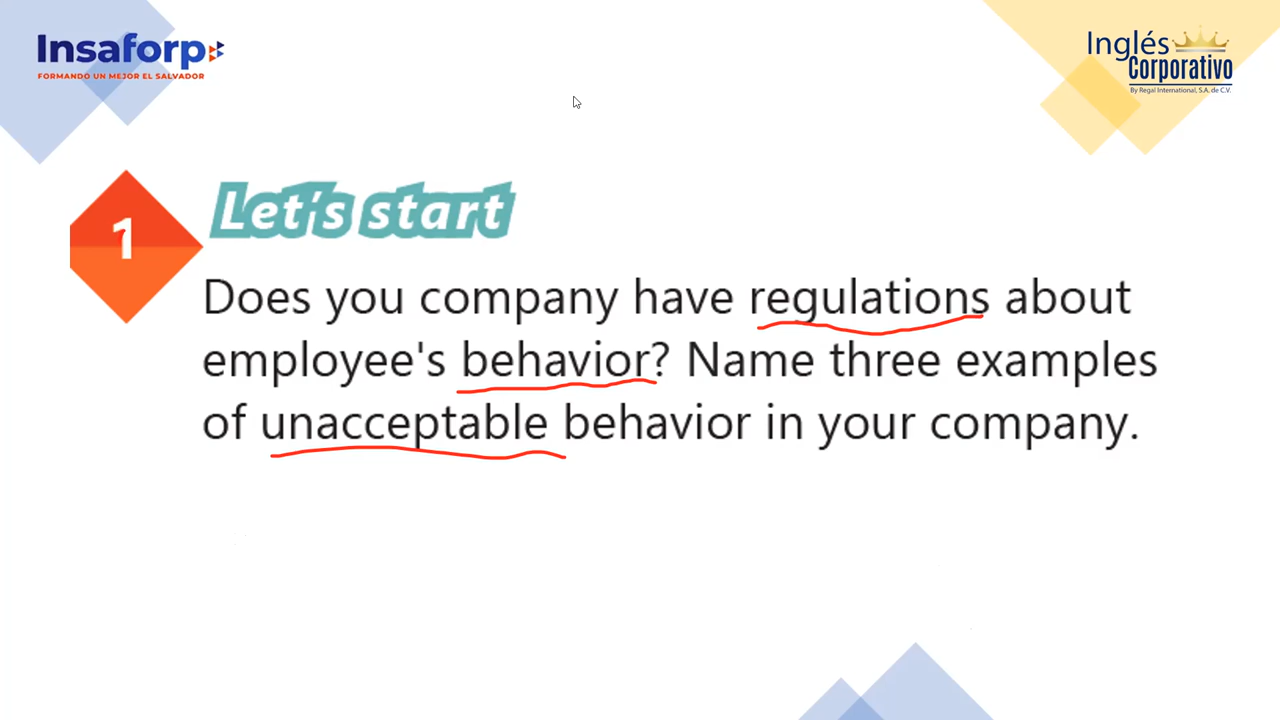 Insaforp
FORMANDO UN MEJOR EL SALVADOR
Inglés
Corporativo
By Regal International, S.A. de C.V.
1
Let's start
Does you company have regulations about
employee's behavior? Name three examples
of unacceptable behavior in your company.